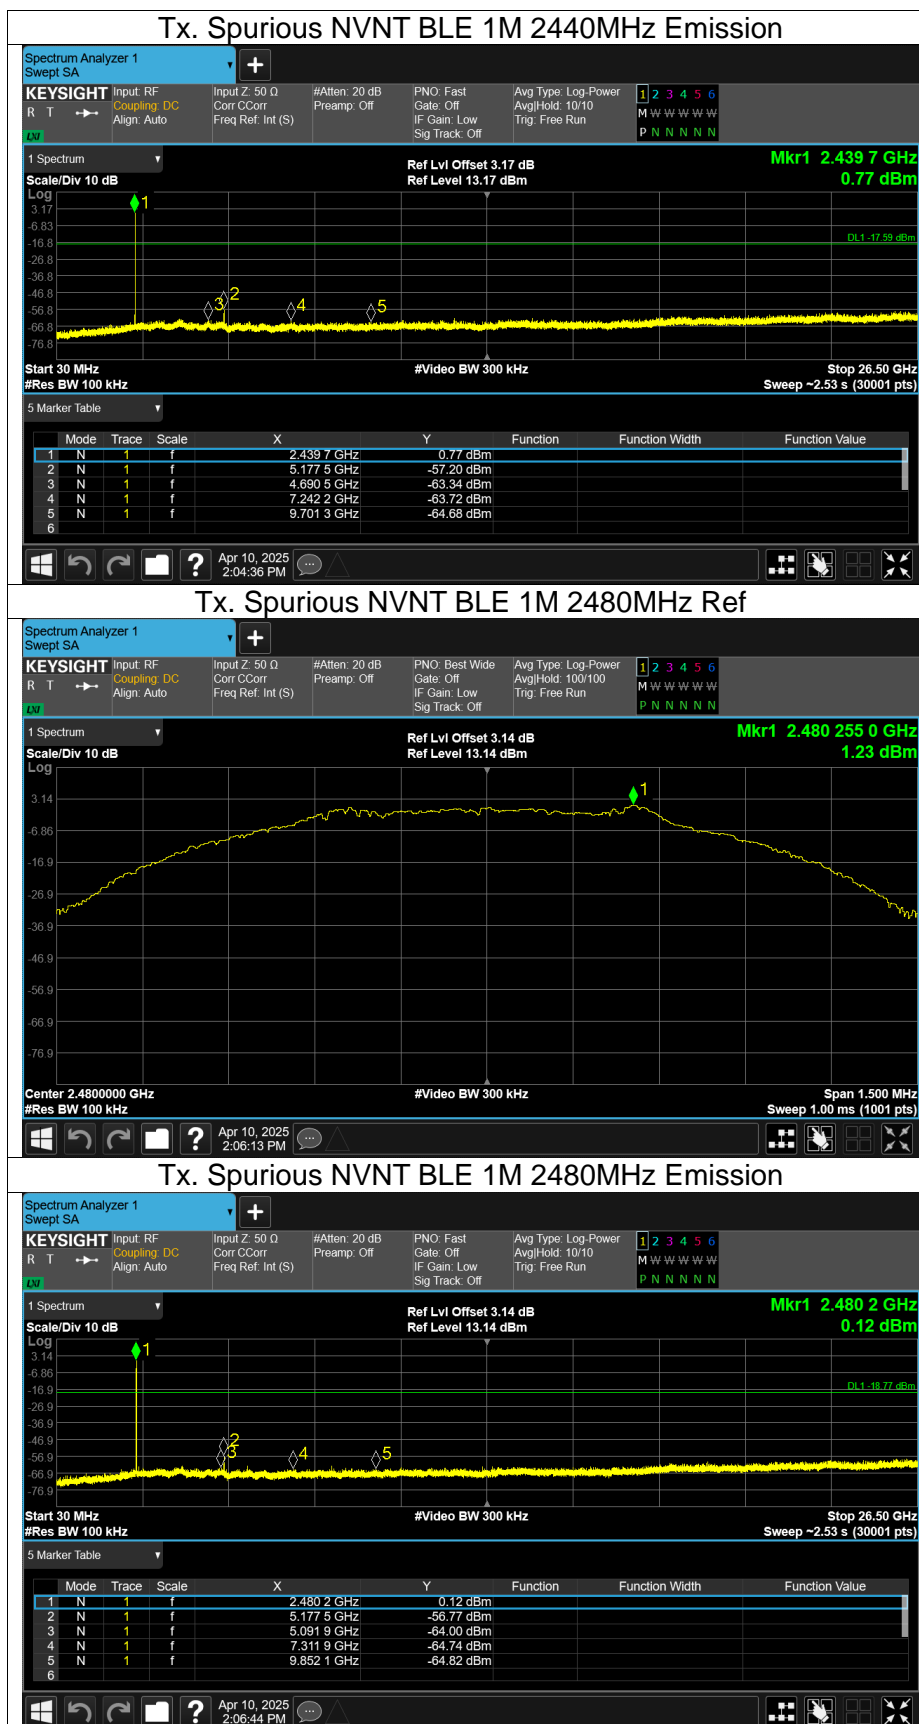 Tx. Spurious NVNT BLE 1M 2440MHz Emission
Spectrum Analyzer 1
Swept SA
+
KEYSIGHT Input: RF Input Z: 50 Ω #Atten: 20 dB PNO: Fast Avg Type: Log-Power 1 2 3 4 5 6
R T Coupling: DC Corr CCorr Preamp: Off Gate: Off Avg|Hold: 10/10 M W W W W W
Align: Auto Freq Ref: Int (S) IF Gain: Low Trig: Free Run
LXI Sig Track: Off P N N N N N
1 Spectrum Ref Lvl Offset 3.17 dB Mkr1 2.439 7 GHz
Scale/Div 10 dB Ref Level 13.17 dBm 0.77 dBm
Log
1
3.17
-6.83
DL1 -17.59 dBm
-16.8
-26.8
-36.8
-46.8
2
3 4 5
-56.8
-66.8
-76.8
Start 30 MHz #Video BW 300 kHz Stop 26.50 GHz
#Res BW 100 kHz Sweep ~2.53 s (30001 pts)
5 Marker Table
Mode Trace Scale X Y Function Function Width Function Value
1 N 1 f 2.439 7 GHz 0.77 dBm
2 N 1 f 5.177 5 GHz -57.20 dBm
3 N 1 f 4.690 5 GHz -63.34 dBm
4 N 1 f 7.242 2 GHz -63.72 dBm
5 N 1 f 9.701 3 GHz -64.68 dBm
6
? Apr 10, 2025
2:04:36 PM
Tx. Spurious NVNT BLE 1M 2480MHz Ref
Spectrum Analyzer 1
Swept SA
+
KEYSIGHT Input: RF Input Z: 50 Ω #Atten: 20 dB PNO: Best Wide Avg Type: Log-Power 1 2 3 4 5 6
R T Coupling: DC Corr CCorr Preamp: Off Gate: Off Avg|Hold: 100/100 M W W W W W
Align: Auto Freq Ref: Int (S) IF Gain: Low Trig: Free Run
LXI Sig Track: Off P N N N N N
1 Spectrum Ref Lvl Offset 3.14 dB Mkr1 2.480 255 0 GHz
Scale/Div 10 dB Ref Level 13.14 dBm 1.23 dBm
Log
1
3.14
-6.86
-16.9
-26.9
-36.9
-46.9
-56.9
-66.9
-76.9
Center 2.4800000 GHz #Video BW 300 kHz Span 1.500 MHz
#Res BW 100 kHz Sweep 1.00 ms (1001 pts)
? Apr 10, 2025
2:06:13 PM
Tx. Spurious NVNT BLE 1M 2480MHz Emission
Spectrum Analyzer 1
Swept SA
+
KEYSIGHT Input: RF Input Z: 50 Ω #Atten: 20 dB PNO: Fast Avg Type: Log-Power 1 2 3 4 5 6
R T Coupling: DC Corr CCorr Preamp: Off Gate: Off Avg|Hold: 10/10 M W W W W W
Align: Auto Freq Ref: Int (S) IF Gain: Low Trig: Free Run
LXI Sig Track: Off P N N N N N
1 Spectrum Ref Lvl Offset 3.14 dB Mkr1 2.480 2 GHz
Scale/Div 10 dB Ref Level 13.14 dBm 0.12 dBm
Log
1
3.14
-6.86
DL1 -18.77 dBm
-16.9
-26.9
-36.9
-46.9
2
3 4 5
-56.9
-66.9
-76.9
Start 30 MHz #Video BW 300 kHz Stop 26.50 GHz
#Res BW 100 kHz Sweep ~2.53 s (30001 pts)
5 Marker Table
Mode Trace Scale X Y Function Function Width Function Value
1 N 1 f 2.480 2 GHz 0.12 dBm
2 N 1 f 5.177 5 GHz -56.77 dBm
3 N 1 f 5.091 9 GHz -64.00 dBm
4 N 1 f 7.311 9 GHz -64.74 dBm
5 N 1 f 9.852 1 GHz -64.82 dBm
6
? Apr 10, 2025
2:06:44 PM